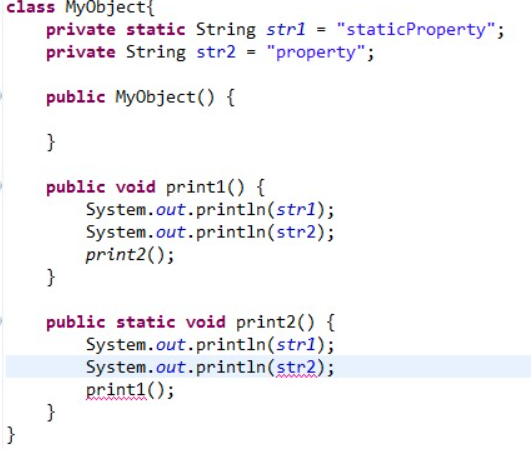 class MyObject{
private static String str1 = "staticProperty";
private String str2 = "property";
public MyObject() {
}
public void print1() {
System.out.println(str1);
System.out.println(str2);
print2();
}
public static void print2() {
System.out.println(str1);
System.out.println(str2);
print1();
}
}